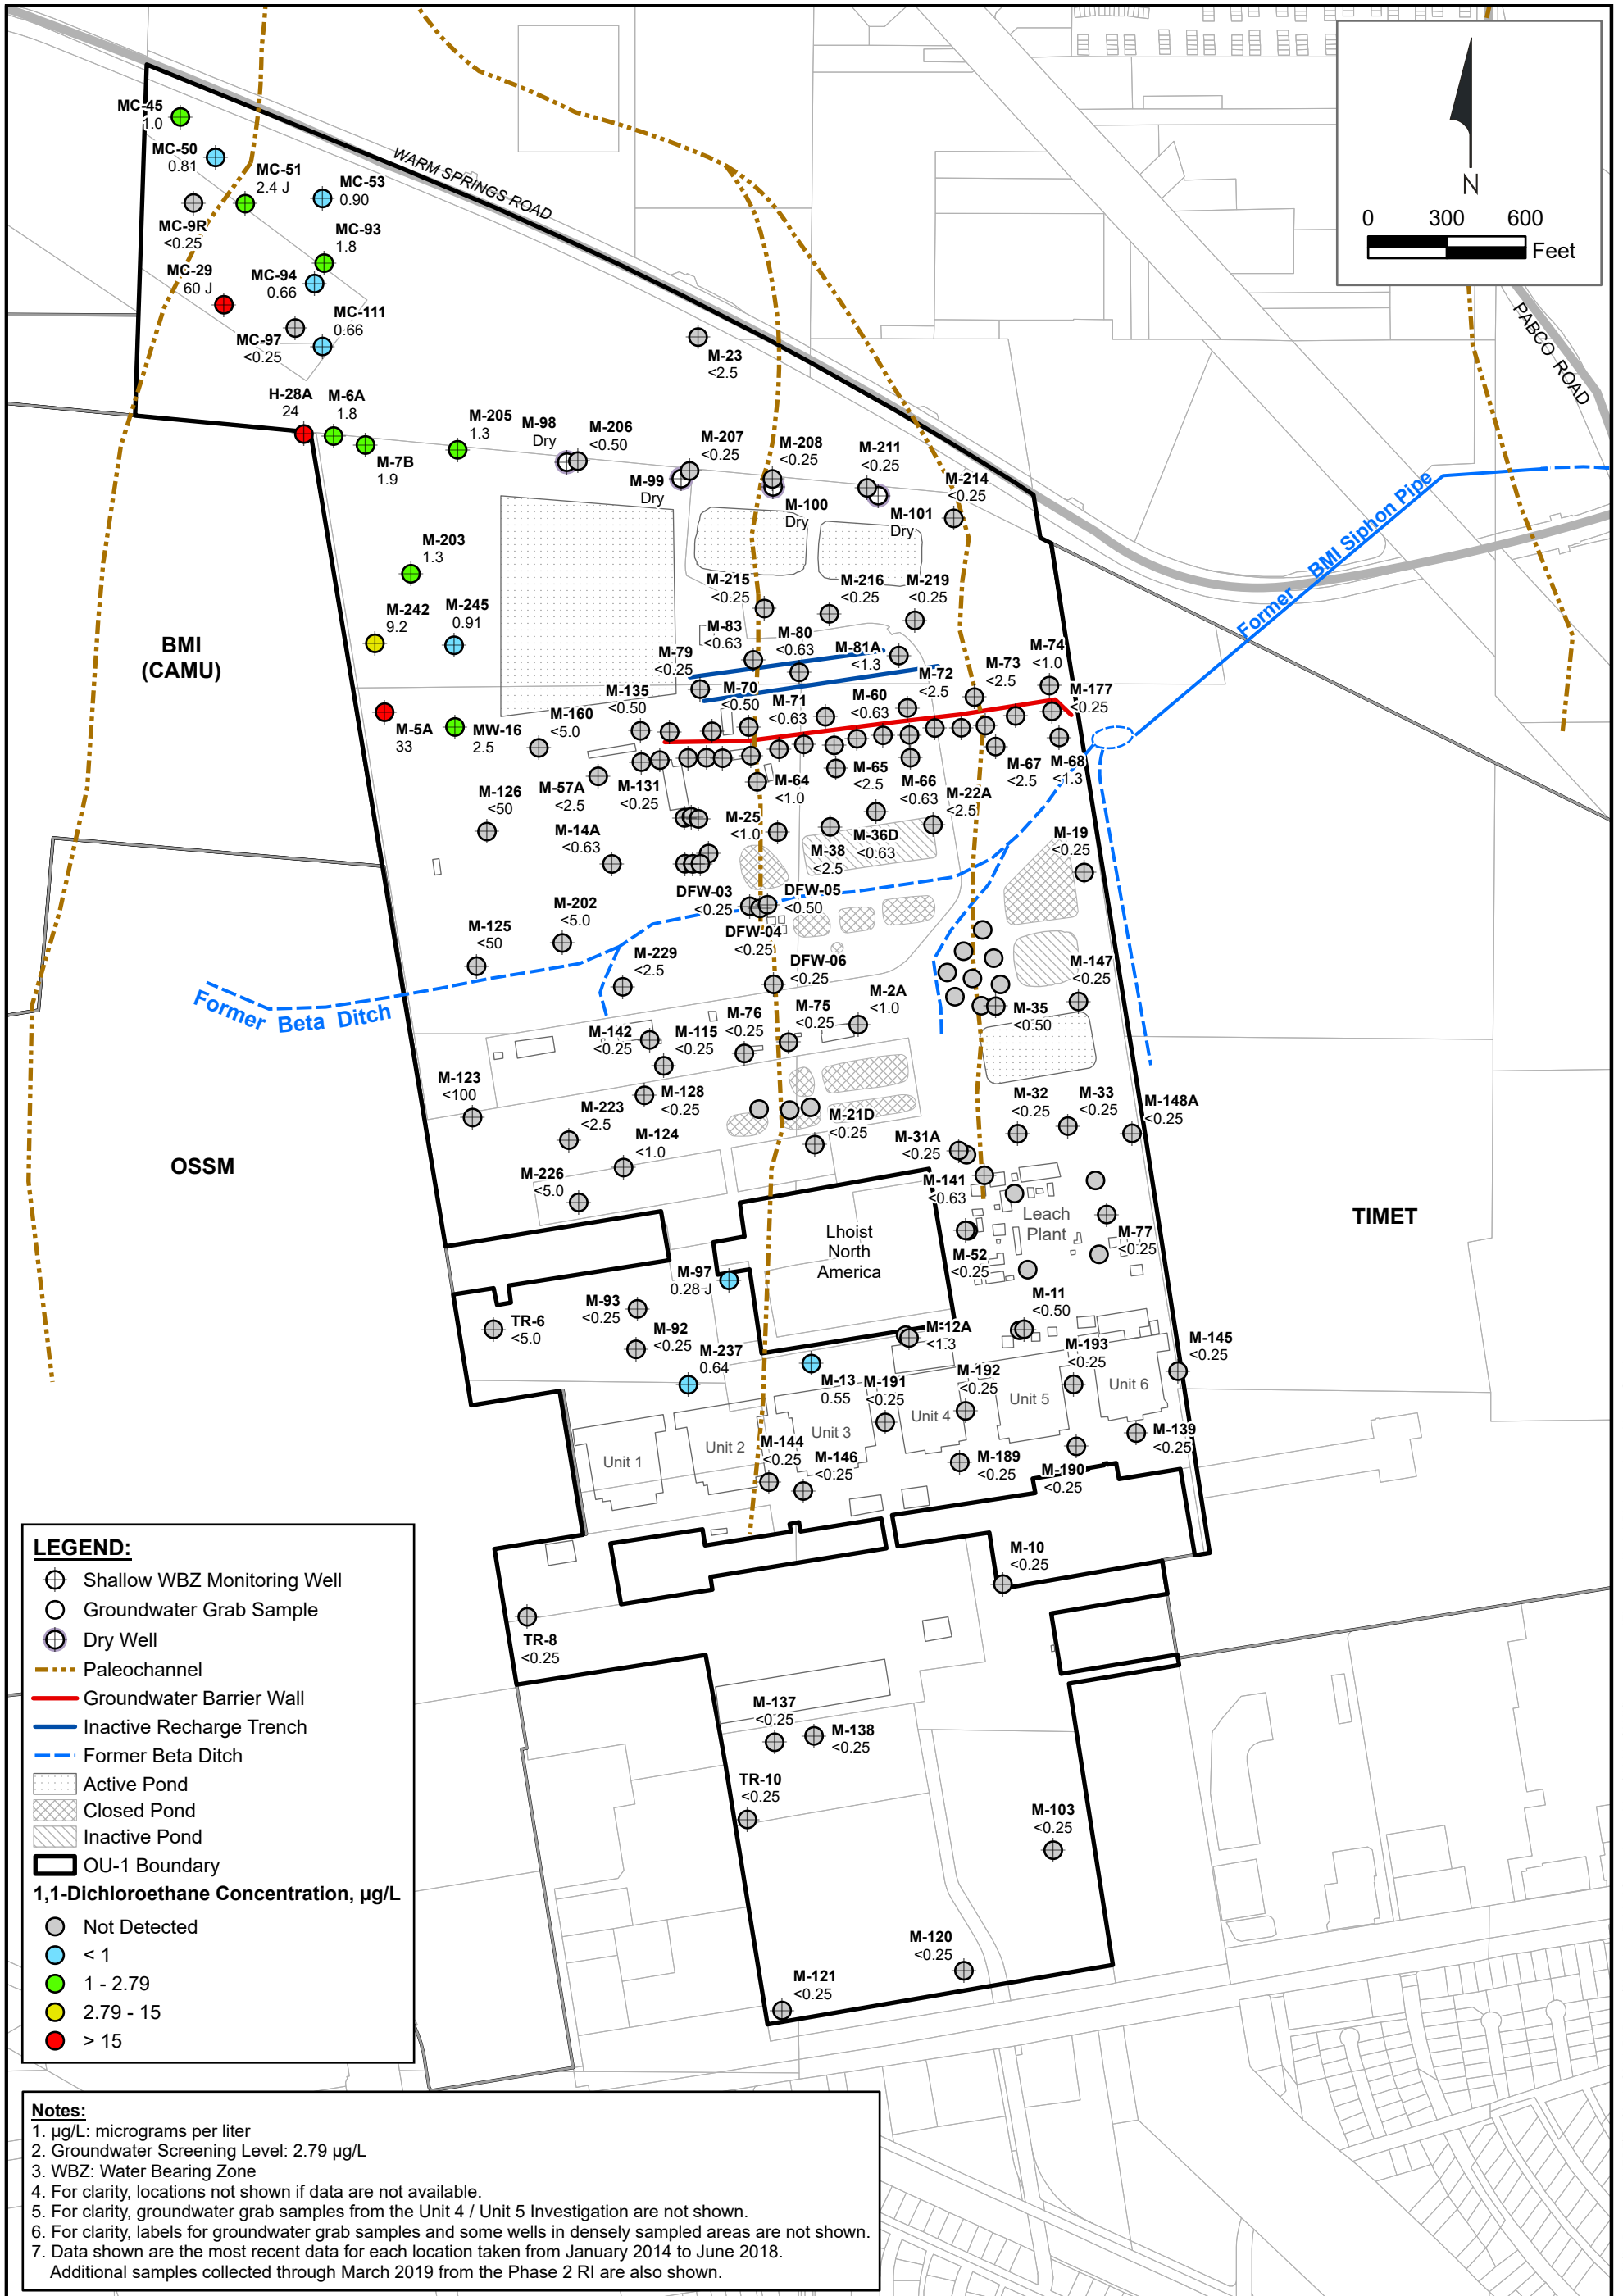 MC-45
1.0
MC-50
0.81
MC-51
2.4 J
MC-53
0.90
MC-9R
<0.25
MC-93
1.8
MC-29
60 J
MC-94
0.66
MC-111
0.66
MC-97
<0.25
WARM SPRINGS ROAD
N
0 300 600
Feet
PABCO ROAD
M-23
<2.5
H-28A
24
M-6A
1.8
M-7B
1.9
M-205
1.3
M-98
Dry
M-206
<0.50
M-207
<0.25
M-99
Dry
M-208
<0.25
M-100
Dry
M-211
<0.25
M-101
Dry
M-214
<0.25
Former BMI Siphon Pipe
M-203
1.3
M-242
9.2
M-245
0.91
BMI
(CAMU)
M-215
<0.25
M-216
<0.25
M-219
<0.25
M-83
<0.63
M-80
<0.63
M-81A
<1.3
M-79
<0.25
M-74
<1.0
M-73
<2.5
M-72
<2.5
M-177
<0.25
M-135
<0.50
M-70
<0.50
M-71
<0.63
M-60
<0.63
M-5A
33
MW-16
2.5
M-160
<5.0
M-57A
<2.5
M-131
<0.25
M-64
<1.0
M-65
<2.5
M-66
<0.63
M-67
<2.5
M-68
<1.3
M-22A
<2.5
M-126
<50
M-14A
<0.63
M-25
<1.0
M-38
<2.5
M-36D
<0.63
M-19
<0.25
DFW-03
<0.25
DFW-05
<0.50
DFW-04
<0.25
M-202
<5.0
M-125
<50
M-229
<2.5
DFW-06
<0.25
M-147
<0.25
Former Beta Ditch
M-35
<0.50
M-2A
<1.0
M-75
<0.25
M-76
<0.25
M-142
<0.25
M-115
<0.25
M-123
<100
M-128
<0.25
M-223
<2.5
M-124
<1.0
M-21D
<0.25
M-32
<0.25
M-33
<0.25
M-148A
<0.25
M-31A
<0.25
OSSM
M-226
<5.0
M-141
<0.63
Leach
Plant
TIMET
Lhoist
North
America
M-52
<0.25
M-77
<0.25
M-97
0.28 J
M-93
<0.25
TR-6
<5.0
M-92
<0.25
M-11
<0.50
M-12A
<1.3
M-237
0.64
M-13
0.55
M-191
<0.25
M-192
<0.25
M-193
<0.25
M-145
<0.25
Unit 1
Unit 2
Unit 3
Unit 4
Unit 5
Unit 6
M-144
<0.25
M-146
<0.25
M-189
<0.25
M-190
<0.25
M-139
<0.25
M-10
<0.25
TR-8
<0.25
M-137
<0.25
M-138
<0.25
TR-10
<0.25
M-103
<0.25
M-120
<0.25
M-121
<0.25
LEGEND:
Shallow WBZ Monitoring Well
Groundwater Grab Sample
Dry Well
Paleochannel
Groundwater Barrier Wall
Inactive Recharge Trench
Former Beta Ditch
Active Pond
Closed Pond
Inactive Pond
OU-1 Boundary
1,1-Dichloroethane Concentration, µg/L
Not Detected
< 1
1 - 2.79
2.79 - 15
> 15
Notes:
1. µg/L: micrograms per liter
2. Groundwater Screening Level: 2.79 µg/L
3. WBZ: Water Bearing Zone
4. For clarity, locations not shown if data are not available.
5. For clarity, groundwater grab samples from the Unit 4 / Unit 5 Investigation are not shown.
6. For clarity, labels for groundwater grab samples and some wells in densely sampled areas are not shown.
7. Data shown are the most recent data for each location taken from January 2014 to June 2018.
Additional samples collected through March 2019 from the Phase 2 RI are also shown.